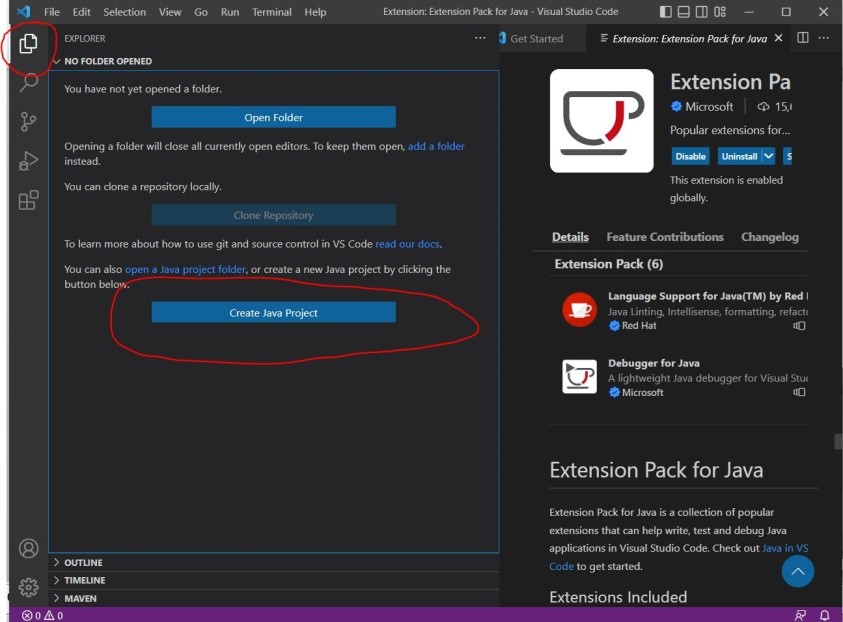 File Edit Selection View Go Run Terminal Help
Extension: Extension Pack for Java - Visual Studio Code
EXPLORER
Get Started
Extension: Extension Pack for Java
NO FOLDER OPENED
You have not yet opened a folder.
Open Folder
Opening a folder will close all currently open editors. To keep them open, add a folder
instead.
You can clone a repository locally.
Clone Repository
To learn more about how to use git and source control in VS Code read our docs.
You can also open a Java project folder, or create a new Java project by clicking the
button below.
Create Java Project
OUTLINE
TIMELINE
MAVEN
0 0
Extension Pa
Microsoft 15,
Popular extensions for...
Disable Uninstall S
This extension is enabled
globally.
Details Feature Contributions Changelog
Extension Pack (6)
Language Support for Java(TM) by Red
Java Linting, Intellisense, formatting, refact
Red Hat
Debugger for Java
A lightweight Java debugger for Visual Stu
Microsoft
Extension Pack for Java
Extension Pack for Java is a collection of popular
extensions that can help write, test and debug Java
applications in Visual Studio Code. Check out Java in VS
Code to get started.
Extensions Included